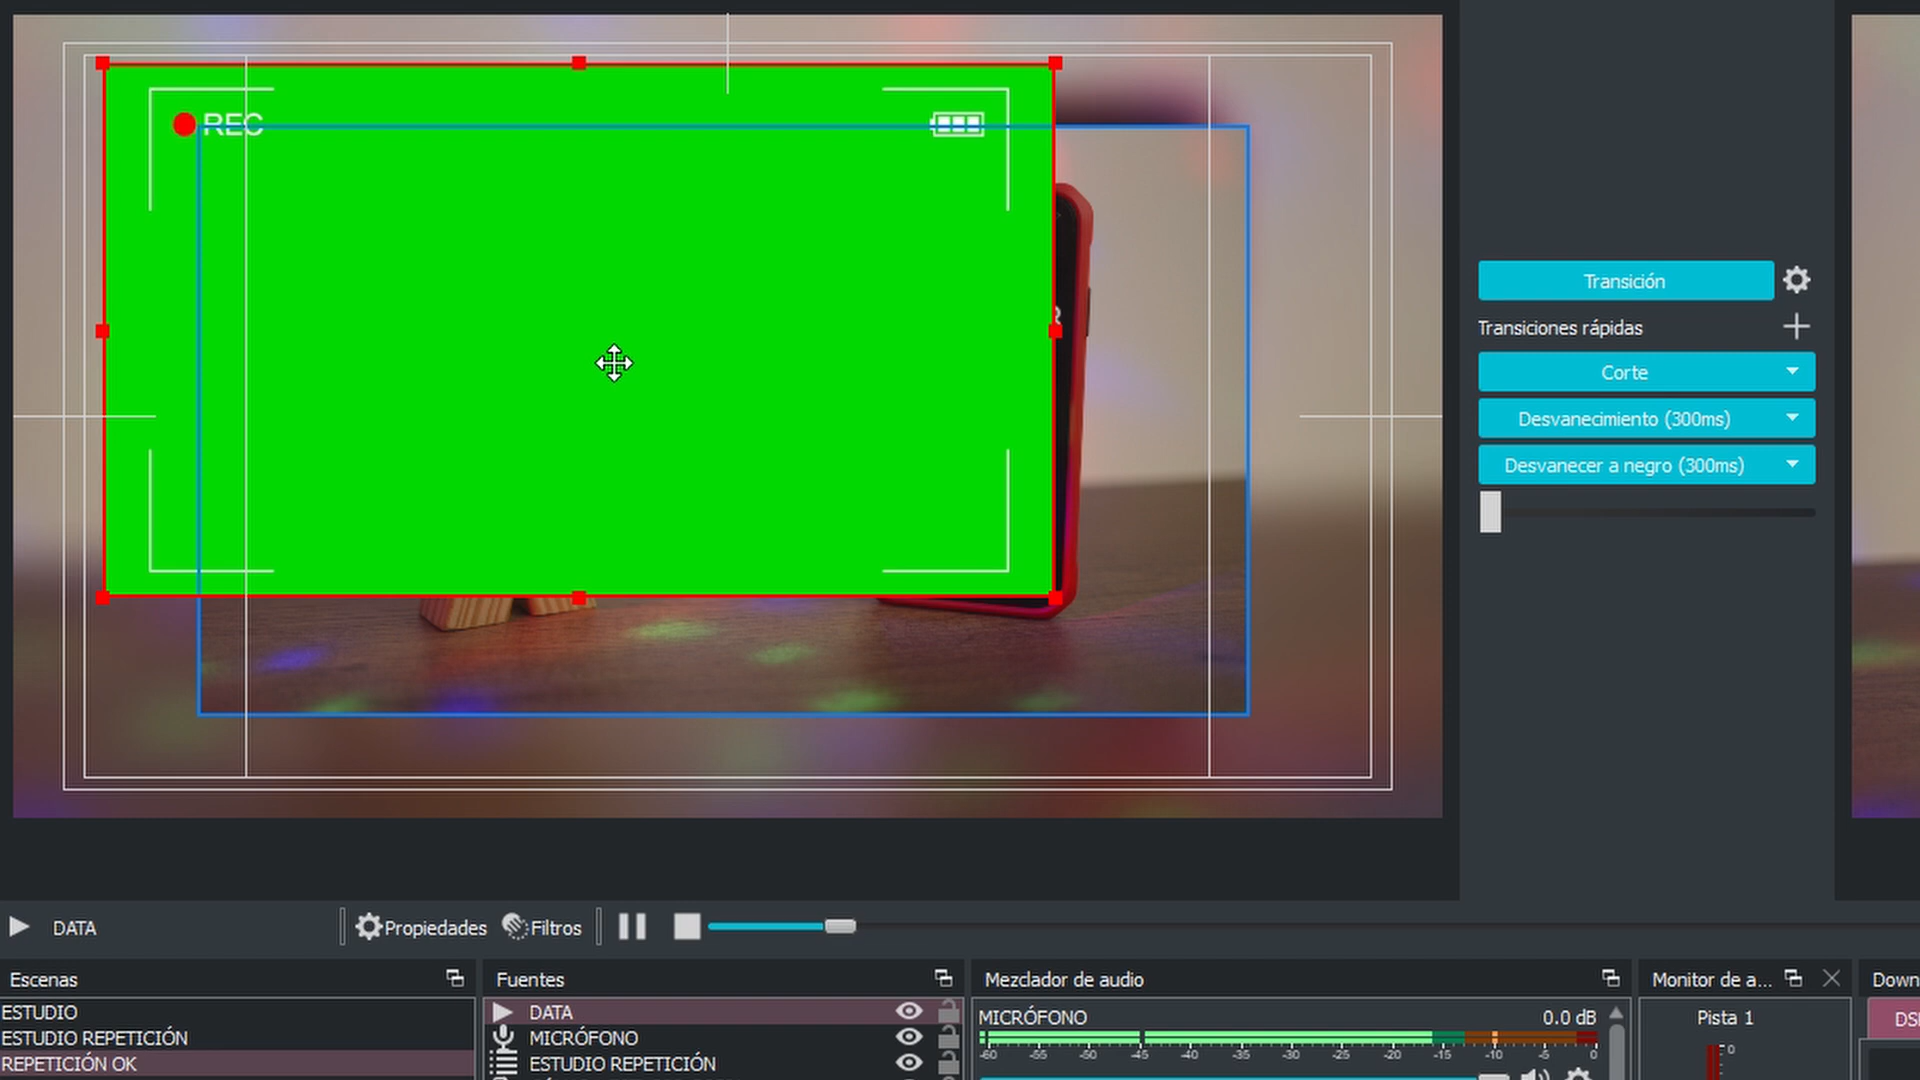 REC
Transición
Transiciones rápidas
Corte
Desvanecimiento (300ms)
Desvanecer a negro (300ms)
DATA
Propiedades
Filtros
Escenas
ESTUDIO
ESTUDIO REPETICIÓN
REPETICIÓN OK
Fuentes
DATA
MICRÓFONO
ESTUDIO REPETICIÓN
Mezclador de audio
MICRÓFONO 0.0 dB
-60 -55 -50 -45 -40 -35 -30 -25 -20 -15 -10 -5 0
Monitor de a...
Pista 1
0
Down
DS